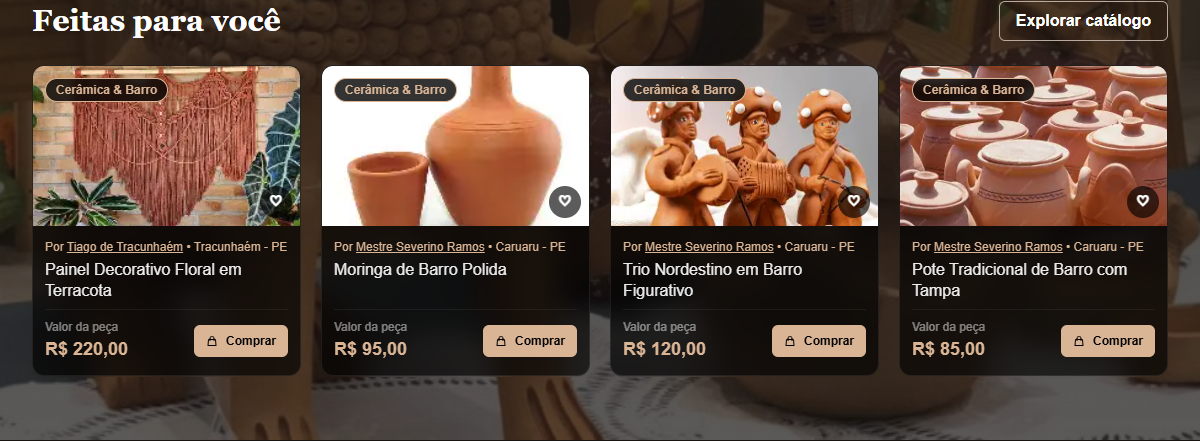 Feitas para você
Explorar catálogo
Cerâmica & Barro
Por Tiago de Tracunhaém • Tracunhaém - PE
Painel Decorativo Floral em
Terracota
Valor da peça
R$ 220,00
Comprar
Cerâmica & Barro
Por Mestre Severino Ramos • Caruaru - PE
Moringa de Barro Polida
Valor da peça
R$ 95,00
Comprar
Cerâmica & Barro
Por Mestre Severino Ramos • Caruaru - PE
Trio Nordestino em Barro
Figurativo
Valor da peça
R$ 120,00
Comprar
Cerâmica & Barro
Por Mestre Severino Ramos • Caruaru - PE
Pote Tradicional de Barro com
Tampa
Valor da peça
R$ 85,00
Comprar